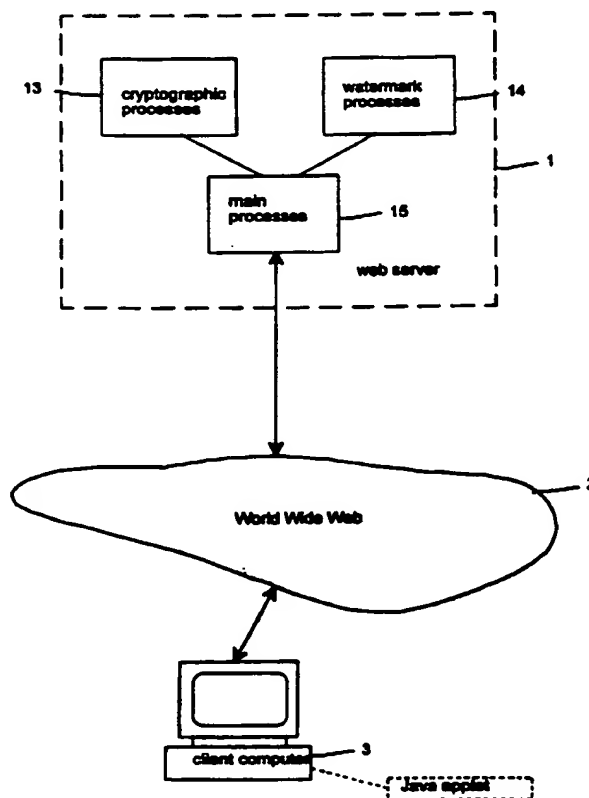 13
cryptographic
processes
watermark
processes
14
1
main
processes
15
web server
2
World Wide Web
client computer
3
Java applet